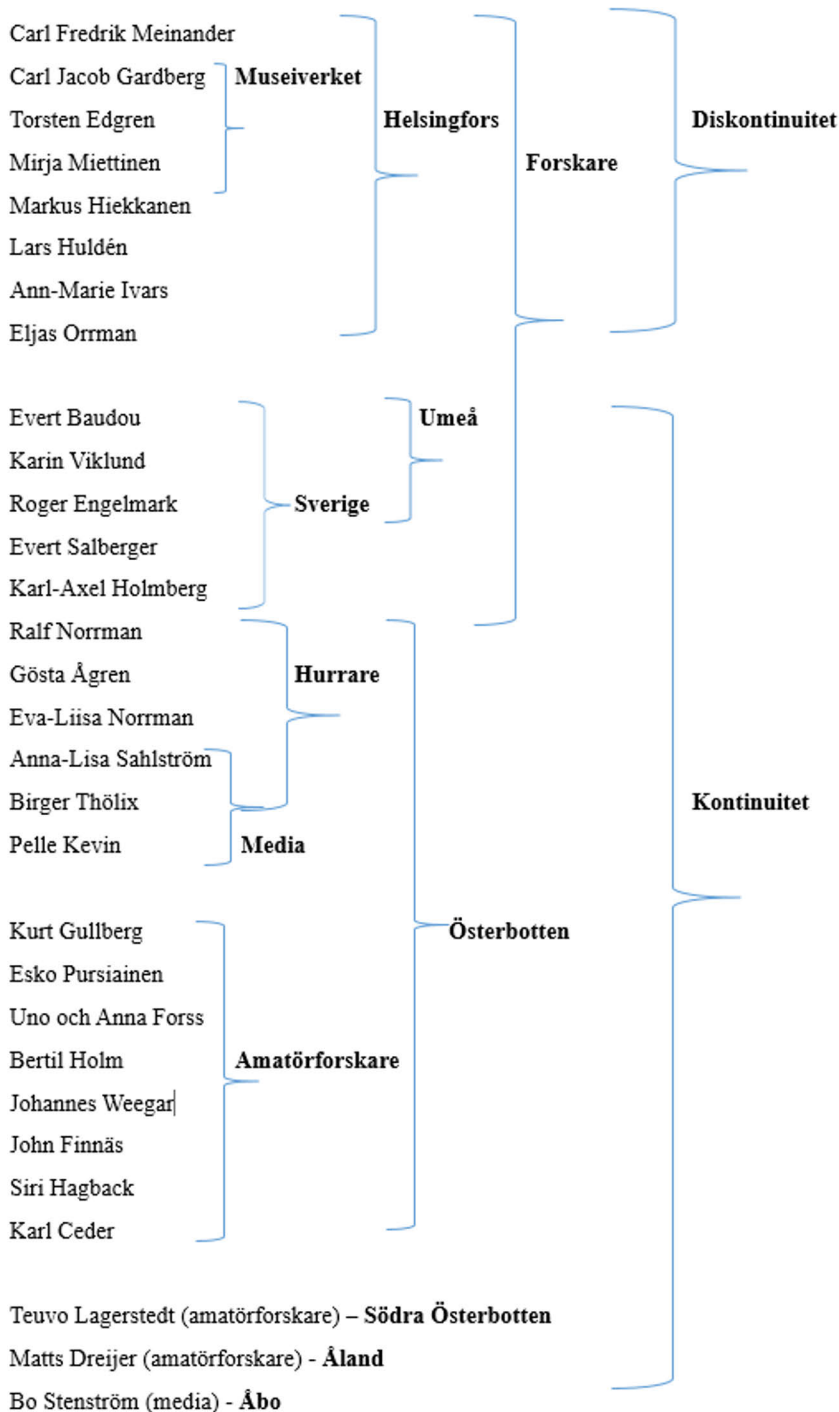 Carl Fredrik Meinander
Carl Jacob Gardberg Museiverket
Torsten Edgren Helsingfors Diskontinuitet
Mirja Miettinen Forskare
Markus Hiekkanen
Lars Huldén
Ann-Marie Ivars
Eljas Orrman
Evert Baudou Umeå
Karin Viklund
Roger Engelmark Sverige
Evert Salberger
Karl-Axel Holmberg
Ralf Norrman
Gösta Ågren Hurrare
Eva-Liisa Norrman
Anna-Lisa Sahlström
Birger Thölix Kontinuitet
Pelle Kevin Media
Kurt Gullberg Österbotten
Esko Pursiainen
Uno och Anna Forss
Bertil Holm Amatörforskare
Johannes Weegar
John Finnäs
Siri Hagback
Karl Ceder
Teuvo Lagerstedt (amatörforskare) – Södra Österbotten
Matts Dreijer (amatörforskare) - Åland
Bo Stenström (media) - Åbo